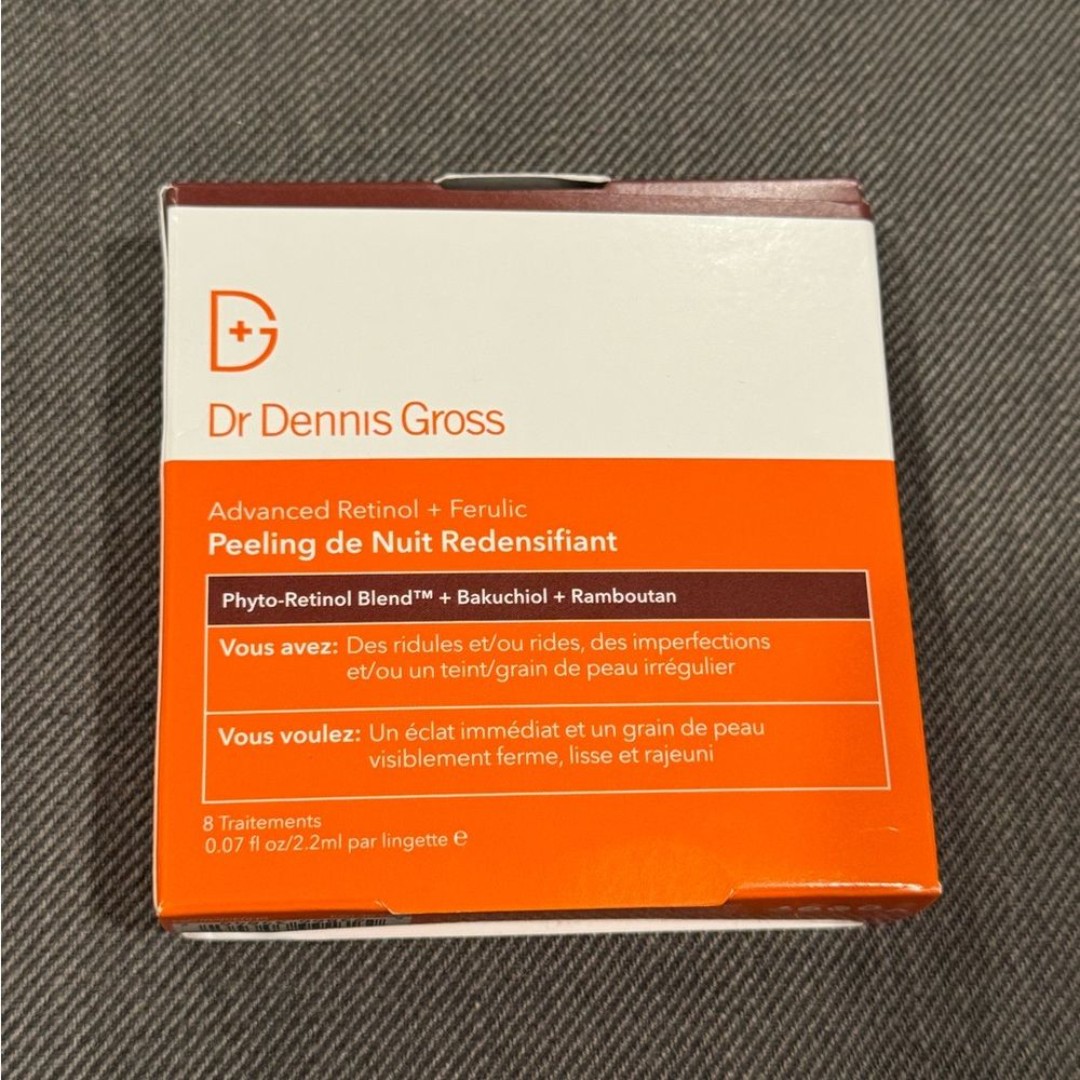 D+G
Dr Dennis Gross
Advanced Retinol + Ferulic
Peeling de Nuit Redensifiant
Phyto-Retinol Blend™ + Bakuchiol + Ramboutan
Vous avez: Des ridules et/ou rides, des imperfections
et/ou un teint/grain de peau irrégulier
Vous voulez: Un éclat immédiat et un grain de peau
visiblement ferme, lisse et rajeuni
8 Traitements
0.07 fl oz/2.2ml par lingette ℮